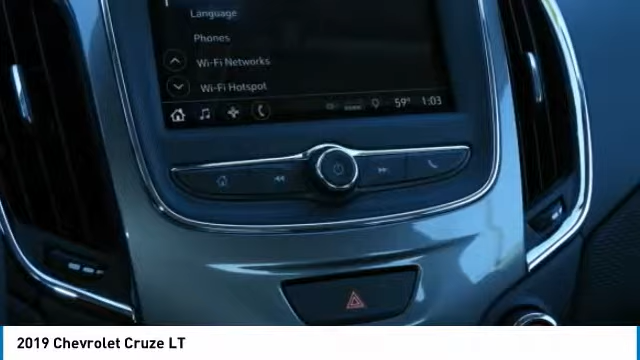 Language
Phones
Wi-Fi Networks
Wi-Fi Hotspot
59° 1:03
2019 Chevrolet Cruze LT